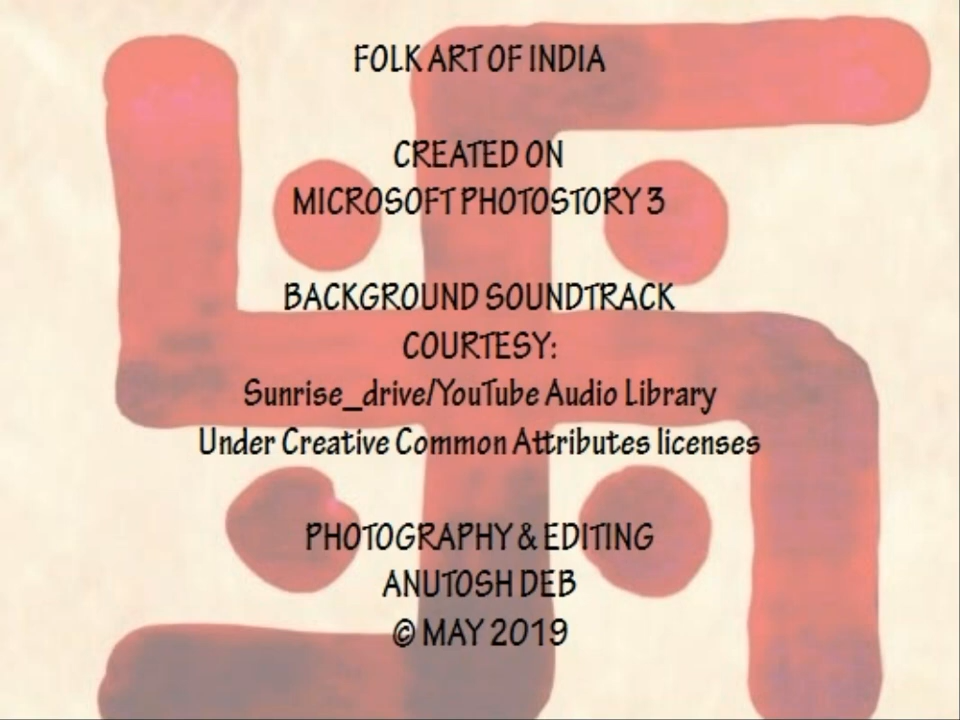 FOLK ART OF INDIA
CREATED ON
MICROSOFT PHOTOSTORY 3
BACKGROUND SOUNDTRACK
COURTESY:
Sunrise_drive/YouTube Audio Library
Under Creative Common Attributes licenses
PHOTOGRAPHY & EDITING
ANUTOSH DEB
© MAY 2019